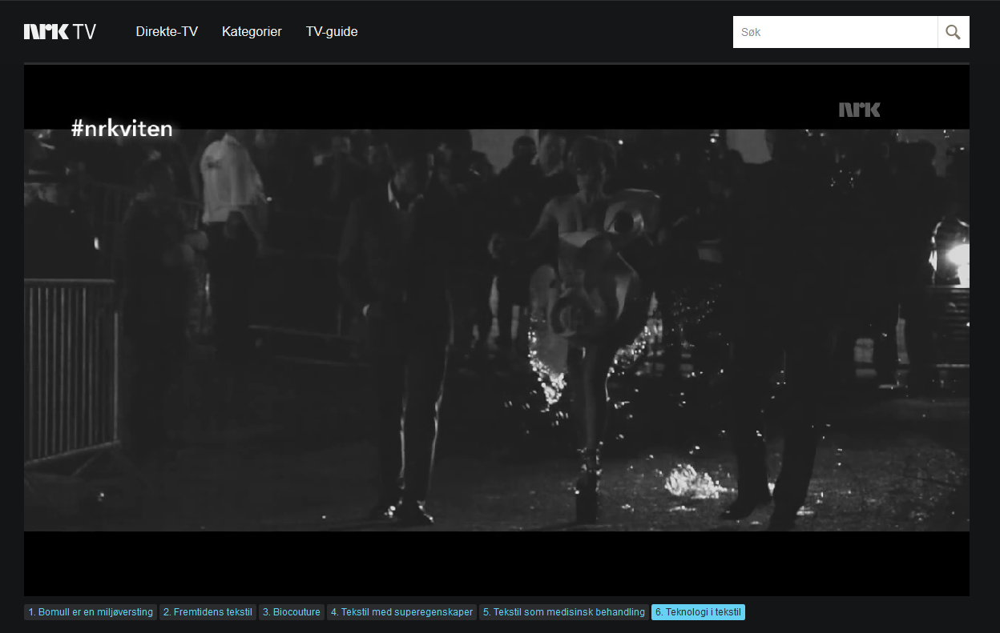 nrk TV Direkte-TV Kategorier TV-guide Søk
nrk
#nrkviten
1. Bomull er en miljøversting 2. Fremtidens tekstil 3. Biocouture 4. Tekstil med superegenskaper 5. Tekstil som medisinsk behandling 6. Teknologi i tekstil